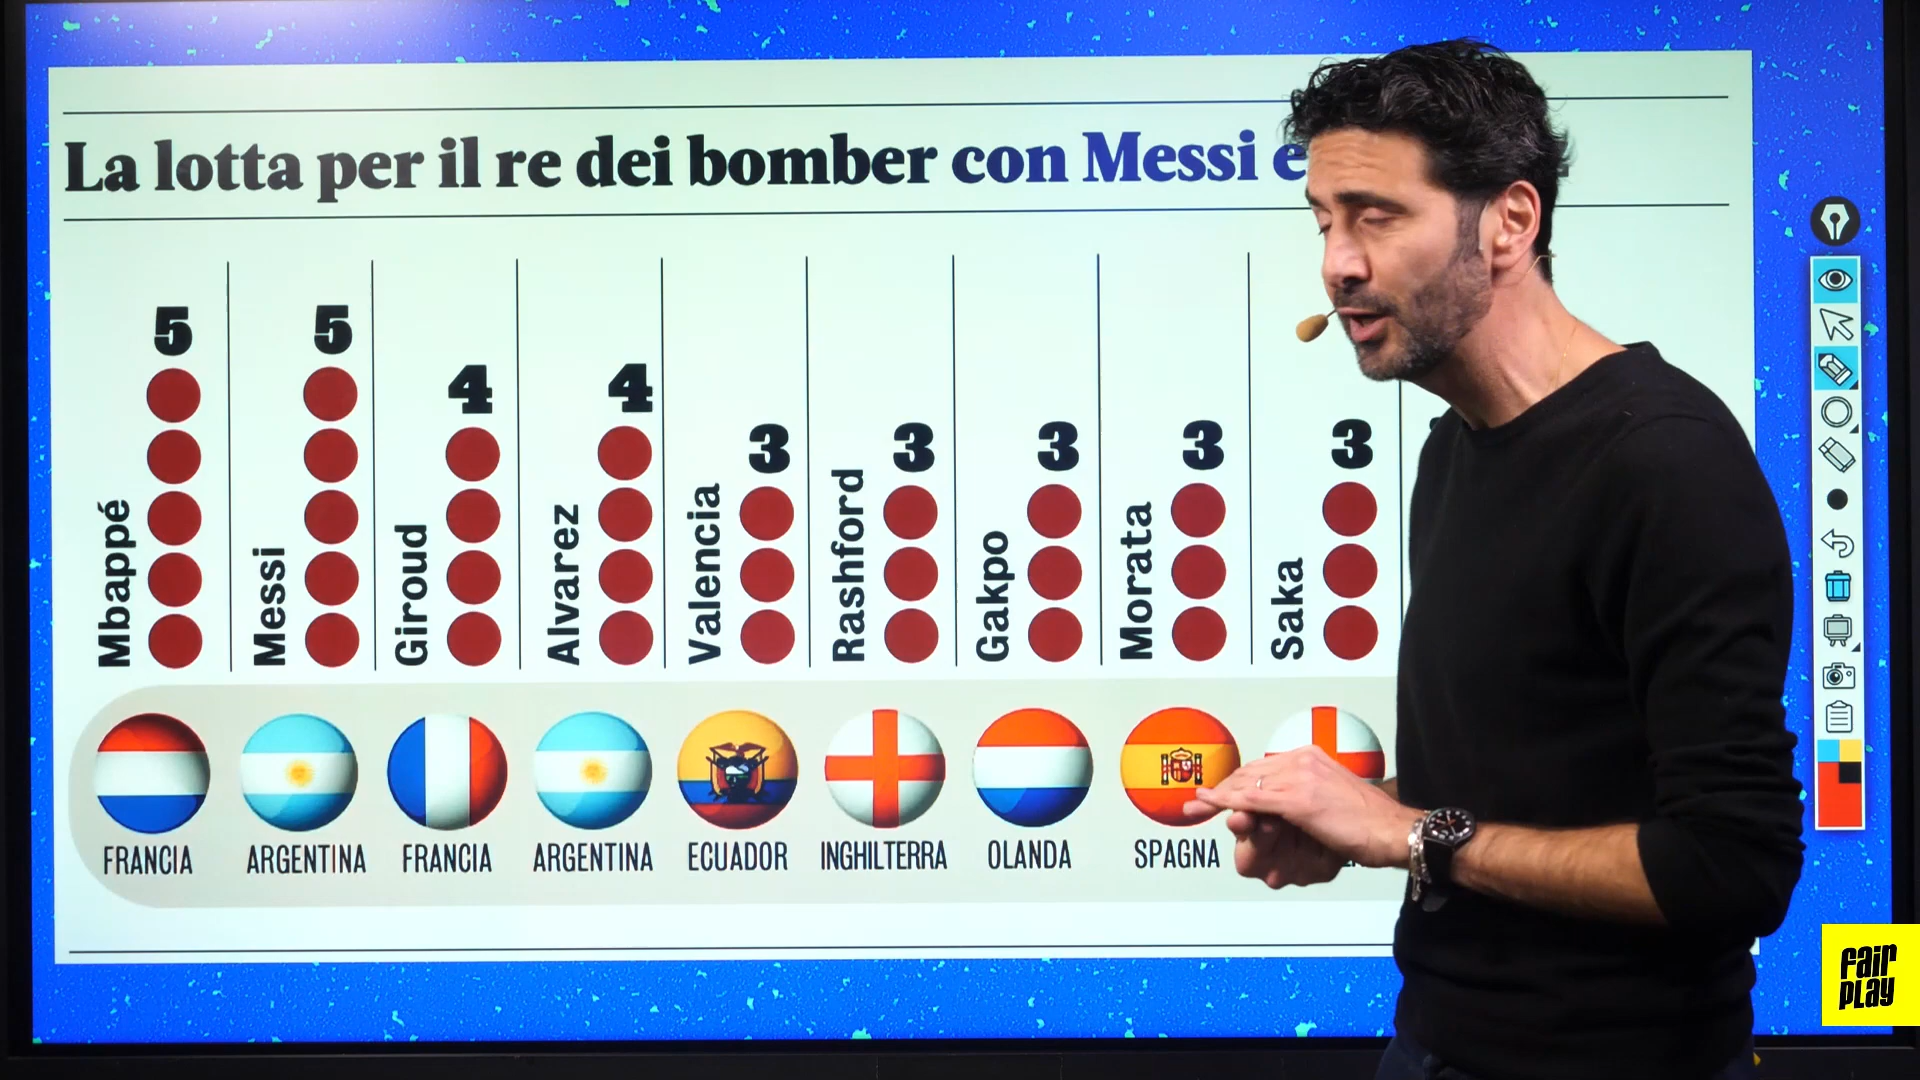 La lotta per il re dei bomber con Messi e
5
5
4
4
3
3
3
3
3
Mbappé
Messi
Giroud
Alvarez
Valencia
Rashford
Gakpo
Morata
Saka
FRANCIA
ARGENTINA
FRANCIA
ARGENTINA
ECUADOR
INGHILTERRA
OLANDA
SPAGNA
fair
PLAY